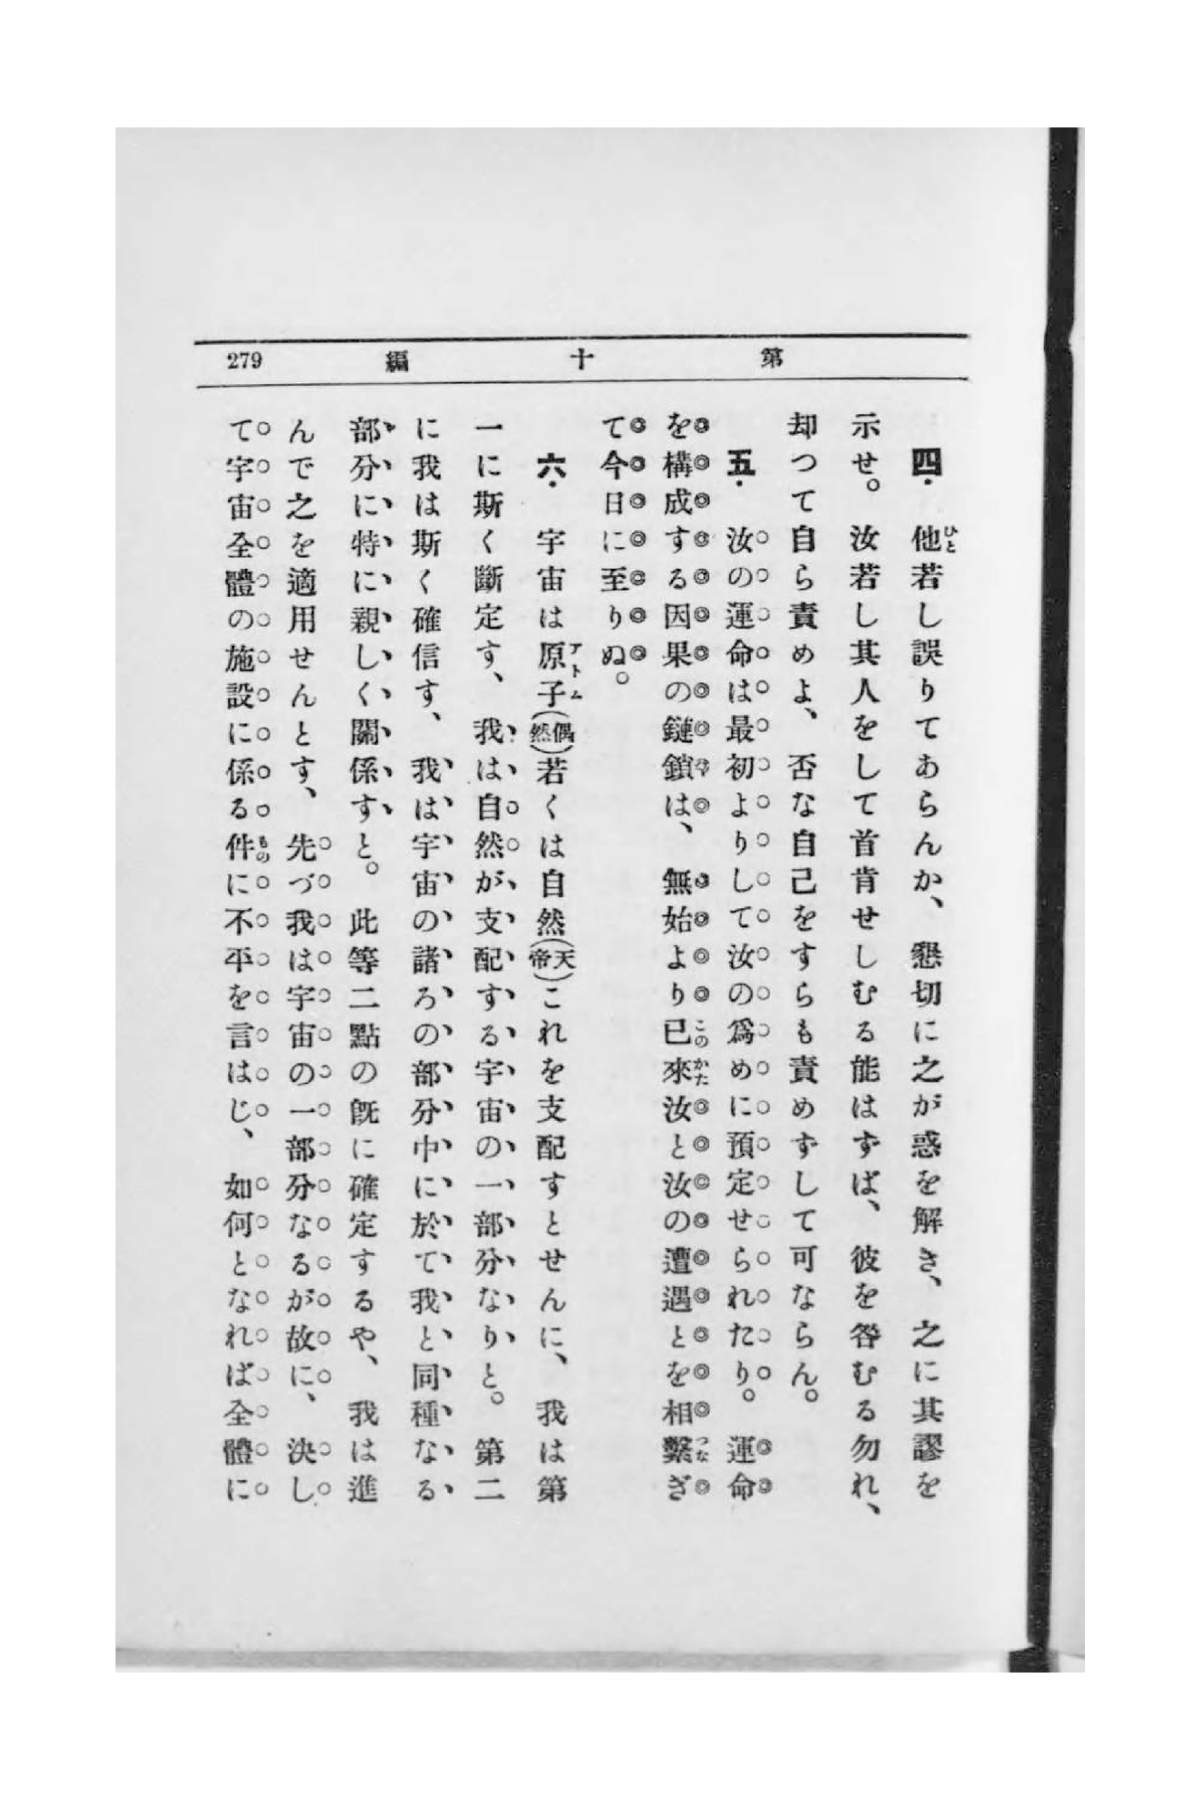 第十編
279
四. 他若し誤りてあらんか、懇切に之が惑を解き、之に其謬を
示せ。汝若し其人をして首肯せしむる能はずば、彼を咎むる勿れ、
却つて自ら責めよ、否な自己をすらも責めずして可ならん。
五. 汝の運命は最初よりして汝の爲めに預定せられたり。運命
を構成する因果の鏈鎖は、無始より已來汝と汝の遭遇とを相繫ぎ
て今日に至りぬ。
六. 宇宙は原子(偶然)若くは自然(天帝)これを支配すとせんに、我は第
一に斯く斷定す、我は自然が支配する宇宙の一部分なりと。第二
に我は斯く確信す、我は宇宙の諸ろの部分中に於て我と同種なる
部分に特に親しく關係すと。此等二點の既に確定するや、我は進
んで之を適用せんとす、先づ我は宇宙の一部分なるが故に、決し
て宇宙全體の施設に係る件に不平を言はじ、如何となれば全體に
ひと
アトム
このかた
つな
もの